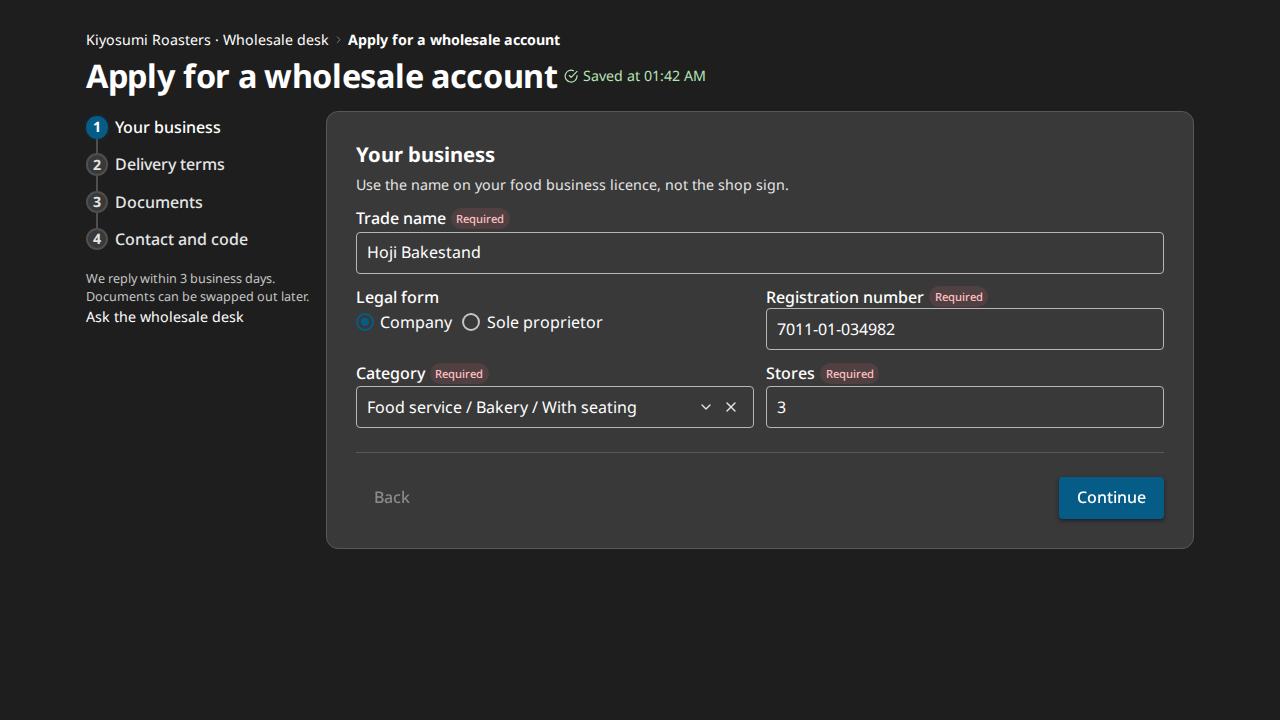 Kiyosumi Roasters · Wholesale desk › Apply for a wholesale account
Apply for a wholesale account Saved at 01:42 AM
1 Your business
2 Delivery terms
3 Documents
4 Contact and code
We reply within 3 business days.
Documents can be swapped out later.
Ask the wholesale desk
Your business
Use the name on your food business licence, not the shop sign.
Trade name Required
Hoji Bakestand
Legal form
Company Sole proprietor
Registration number Required
7011-01-034982
Category Required
Food service / Bakery / With seating
Stores Required
3
Back Continue